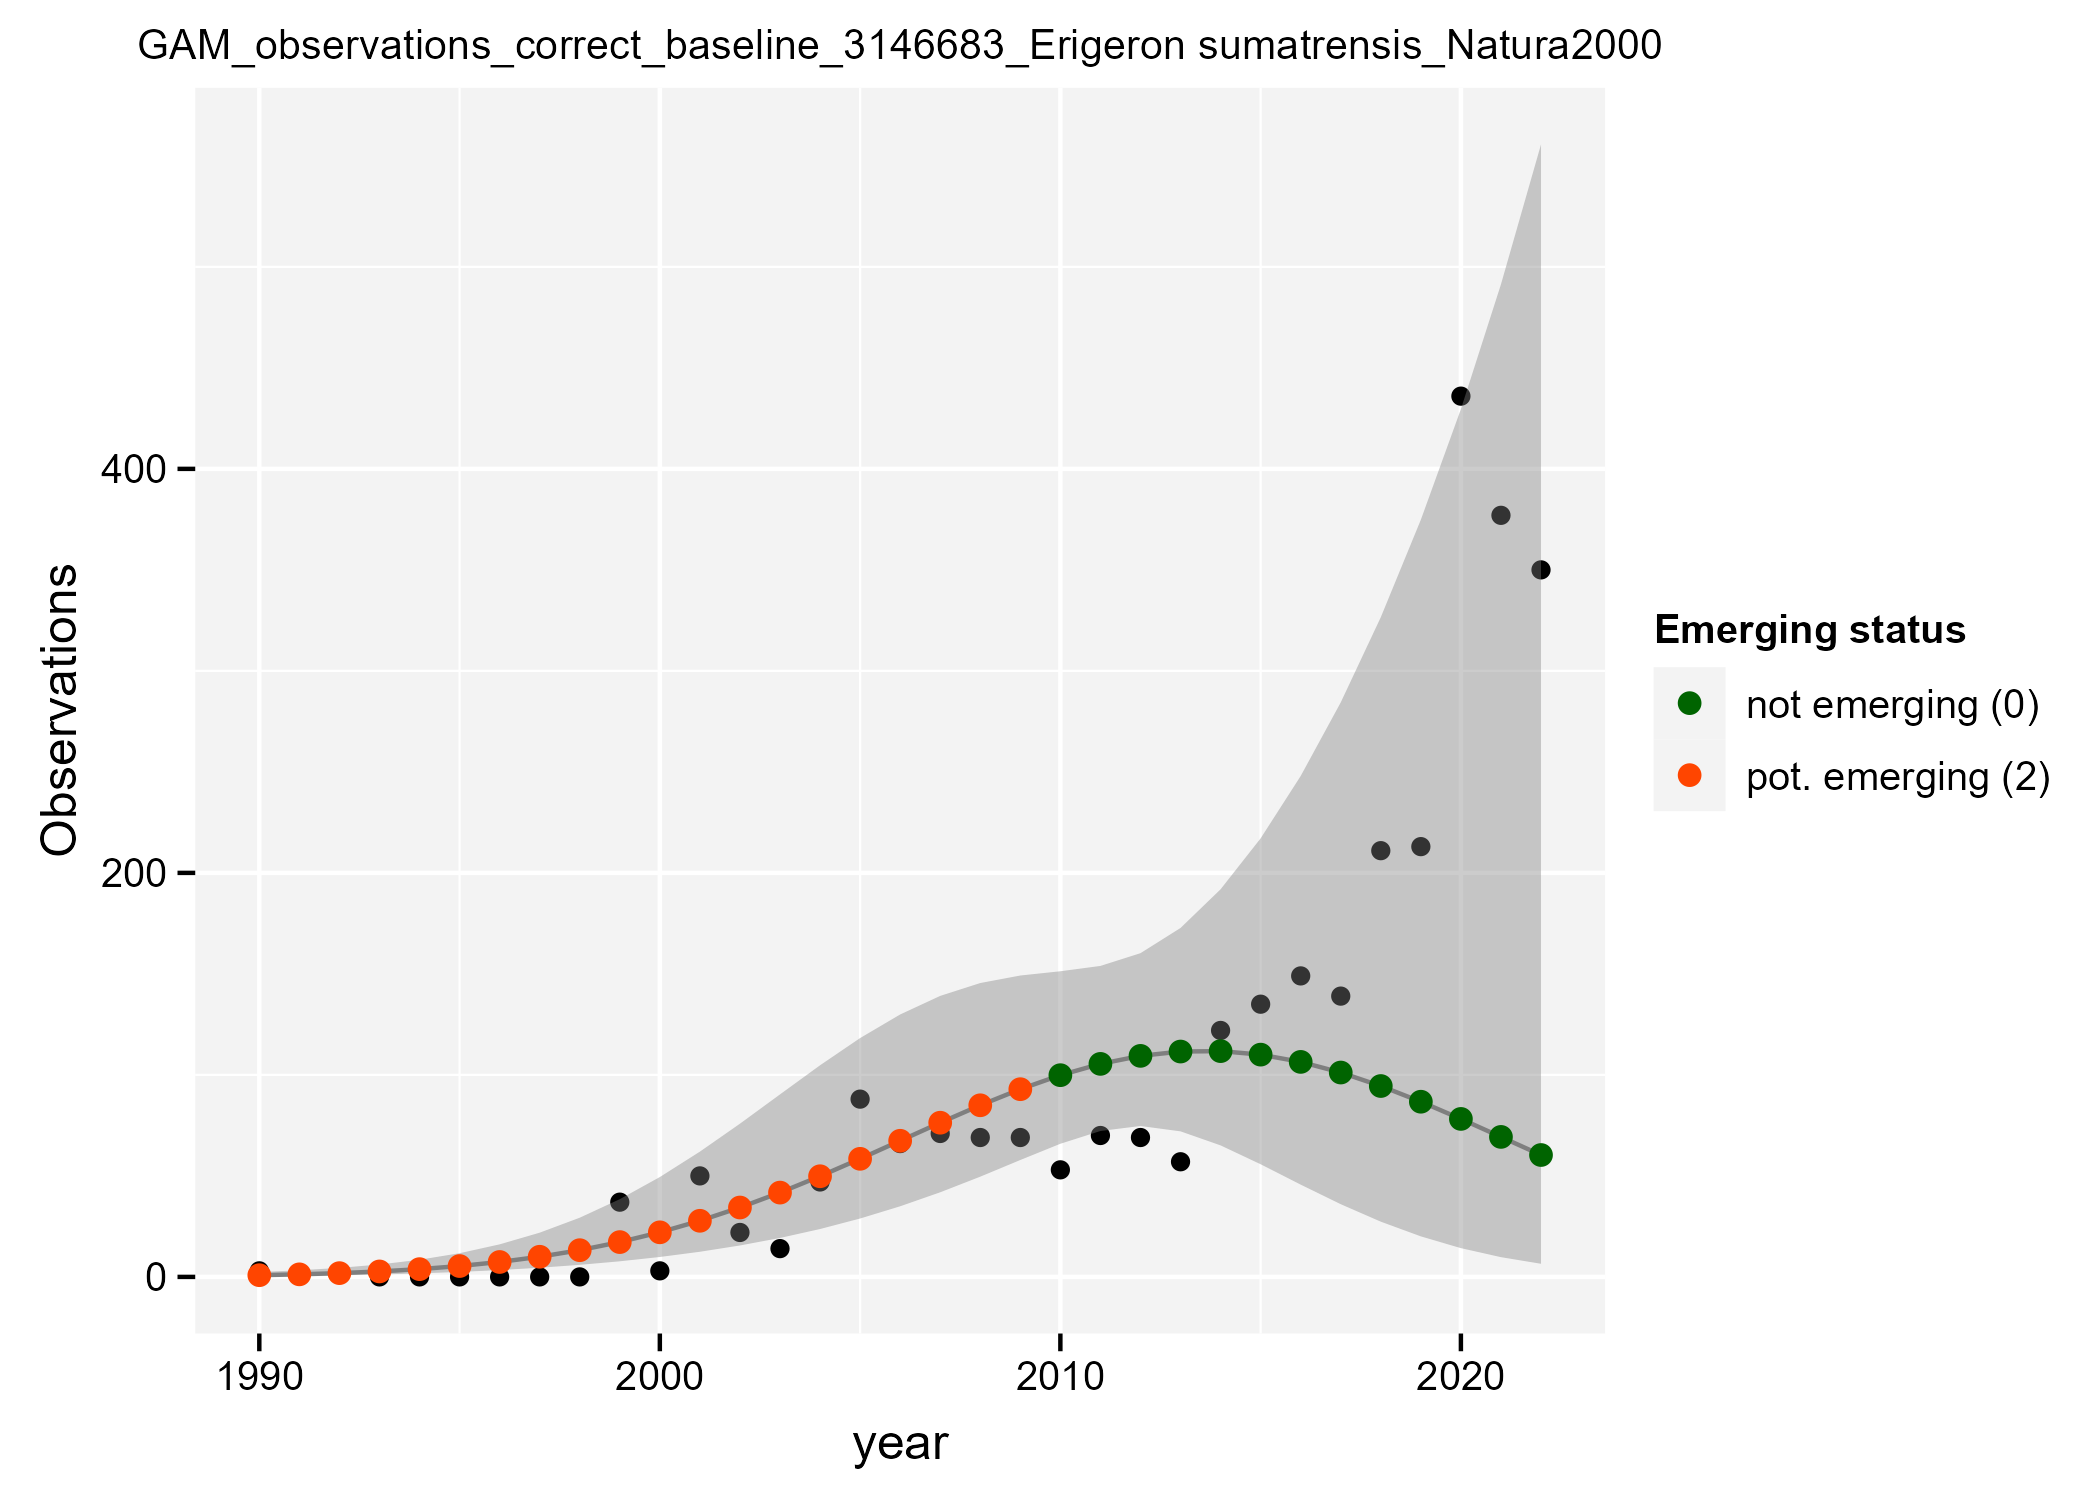 GAM_observations_correct_baseline_3146683_Erigeron sumatrensis_Natura2000
Observations
400
200
0
1990
2000
2010
2020
year
Emerging status
not emerging (0)
pot. emerging (2)